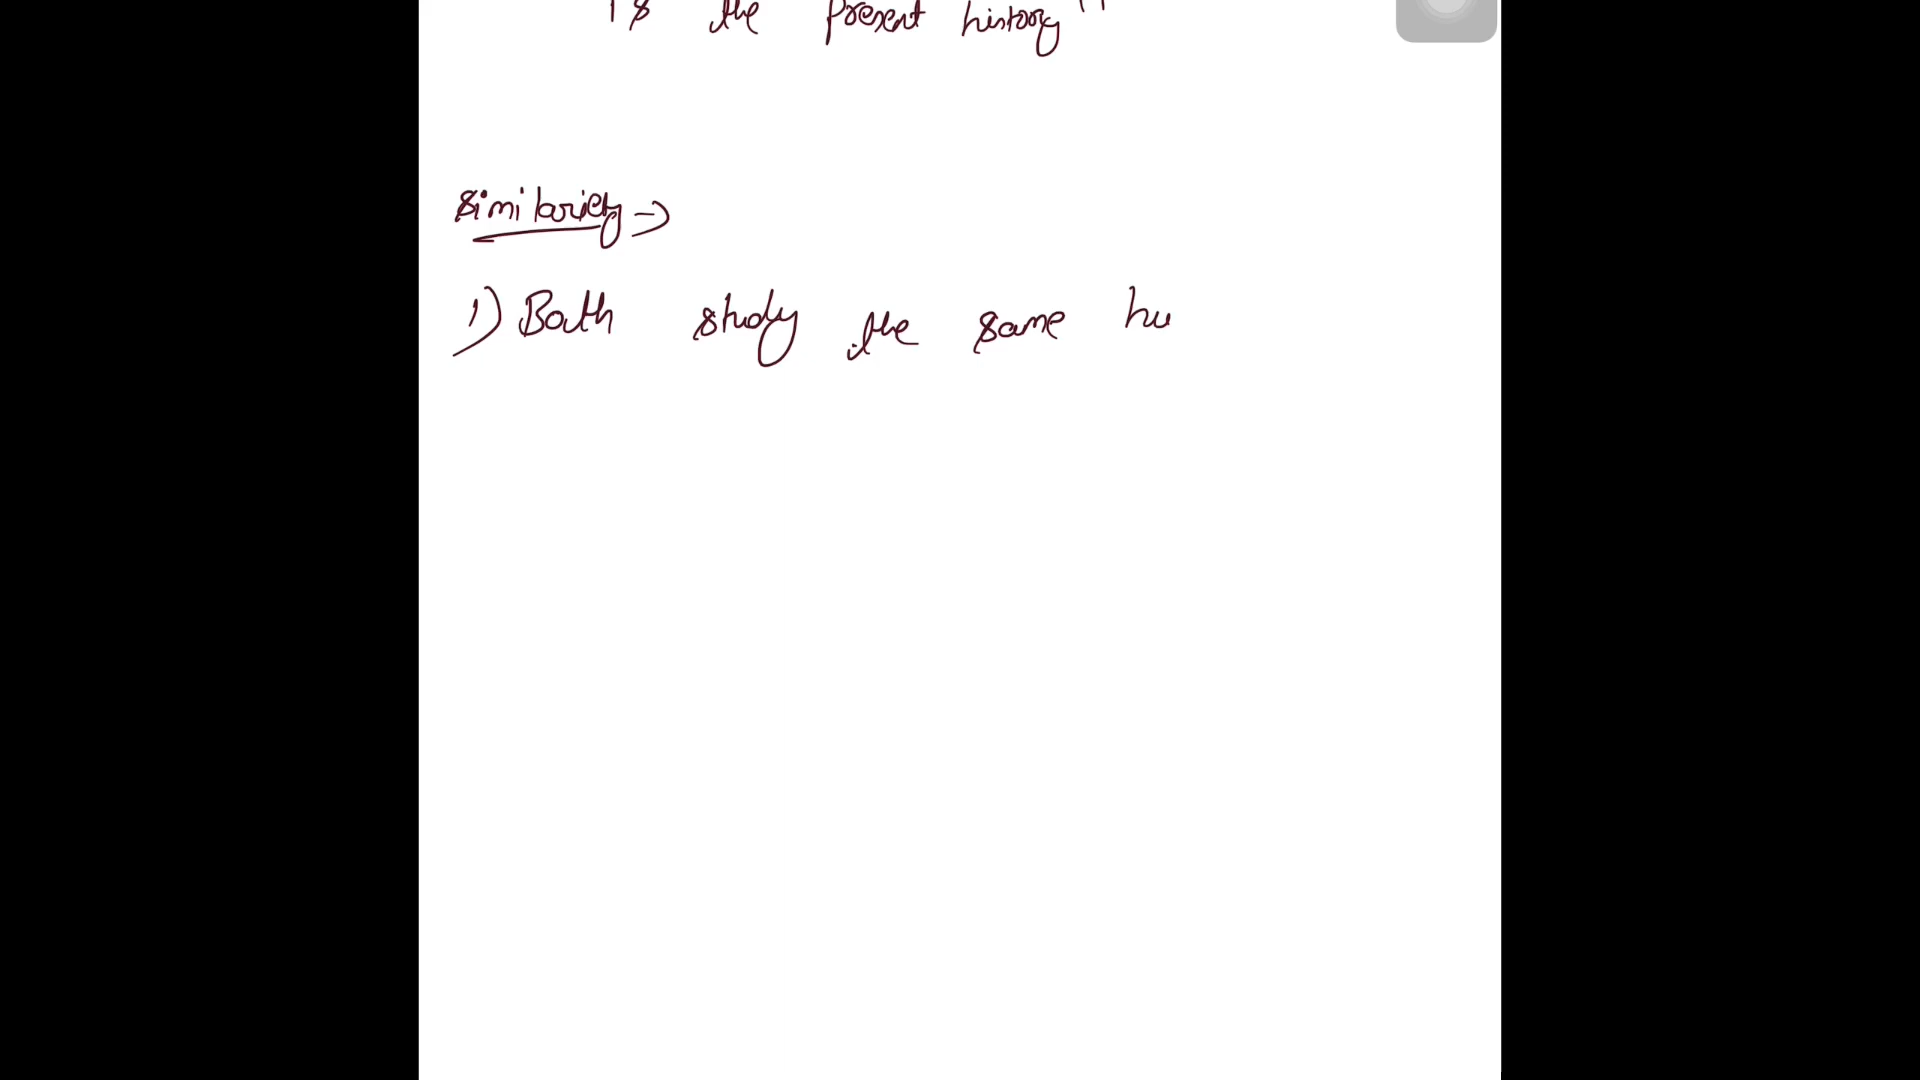 is the present history"
similariety →
1) Both study the same hu